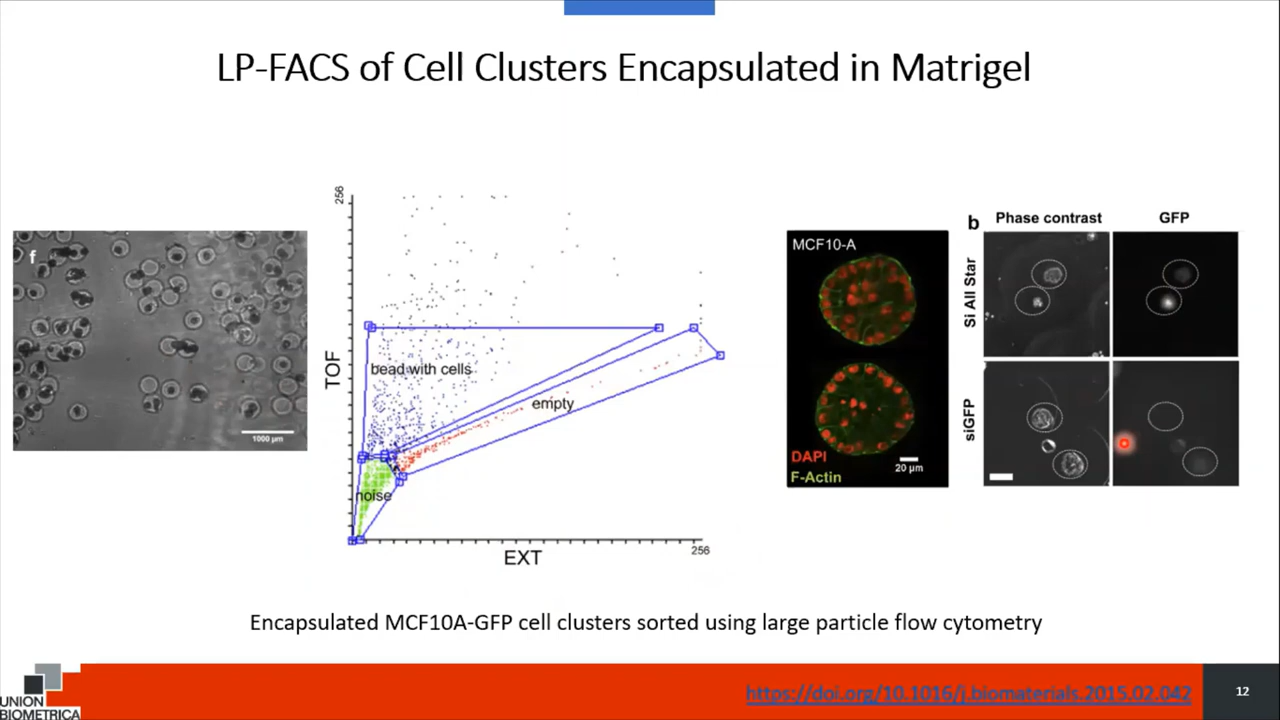 LP-FACS of Cell Clusters Encapsulated in Matrigel
f
1000 µm
256
TOF
bead with cells
empty
noise
EXT
256
MCF10-A
DAPI
F-Actin
20 µm
b
Phase contrast
GFP
Si All Star
siGFP
Encapsulated MCF10A-GFP cell clusters sorted using large particle flow cytometry
UNION
BIOMETRICA
https://doi.org/10.1016/j.biomaterials.2015.02.042
12